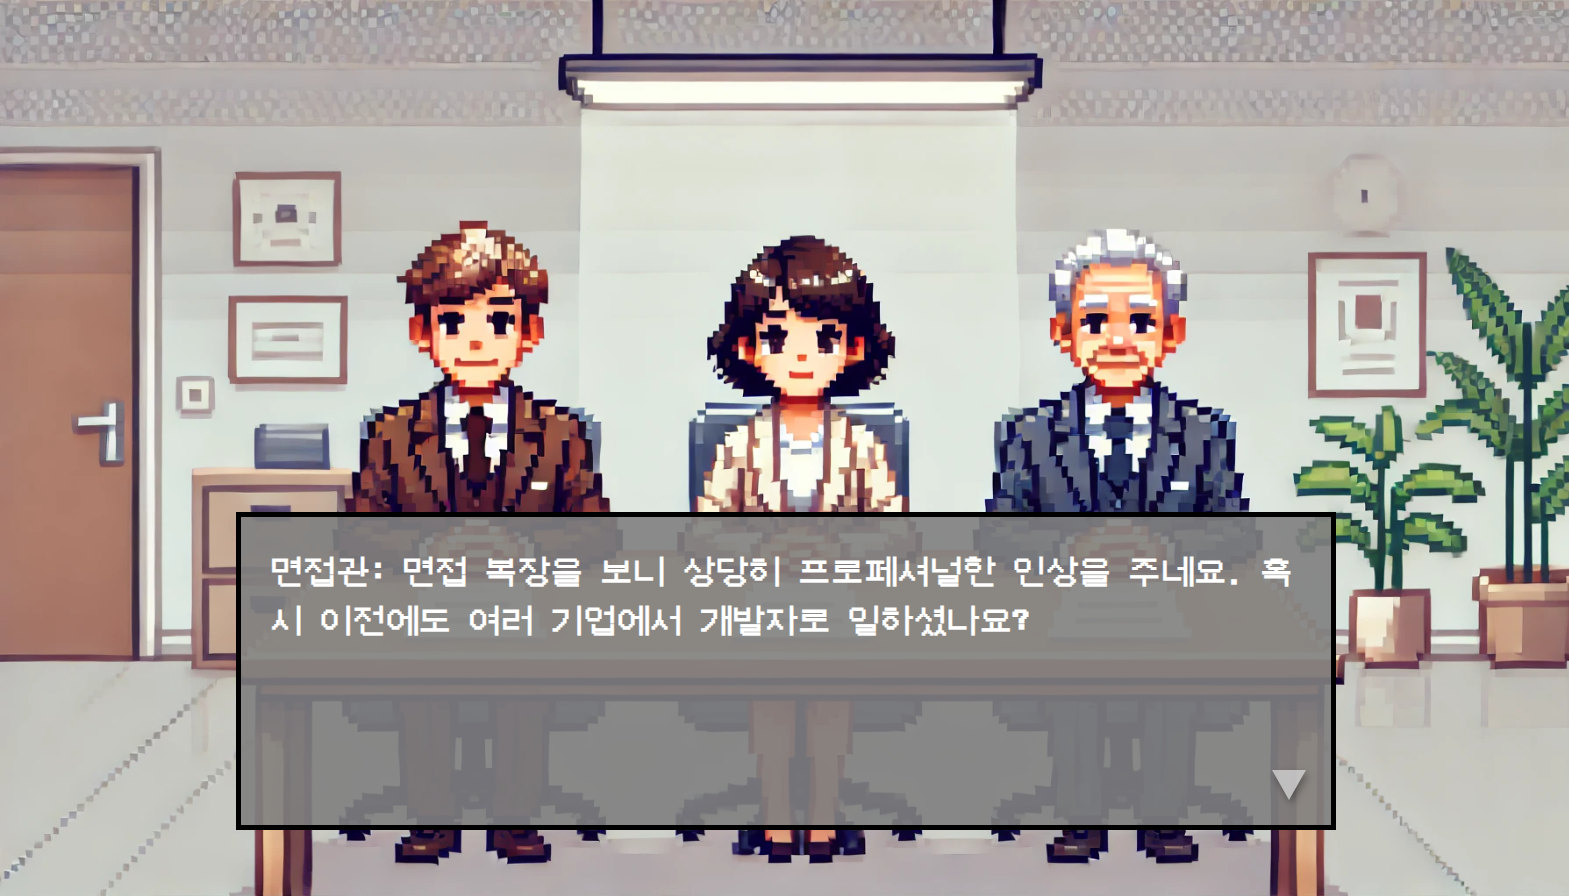 면접관: 면접 복장을 보니 상당히 프로페셔널한 인상을 주네요. 혹
시 이전에도 여러 기업에서 개발자로 일하셨나요?